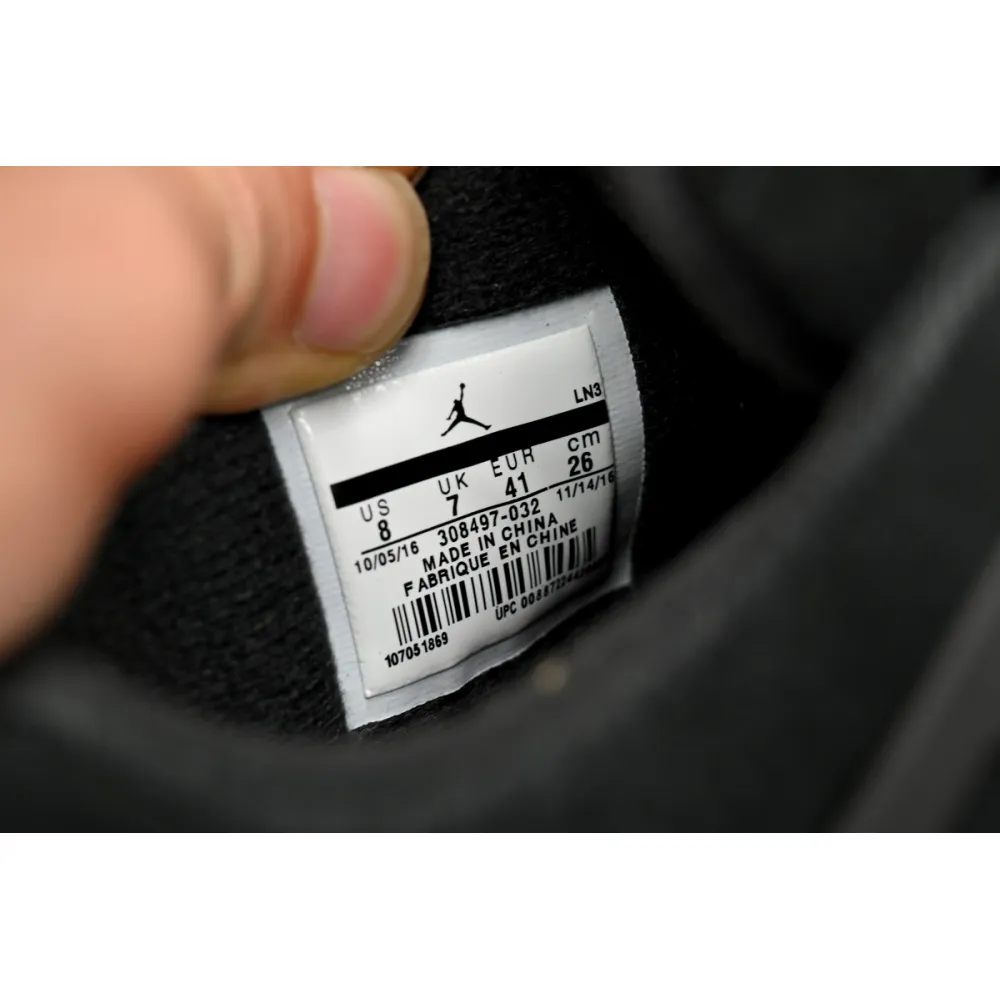 LN3
US UK EUR cm
8 7 41 26
10/05/16 308497-032 11/14/16
MADE IN CHINA
FABRIQUE EN CHINE
107051869 UPC